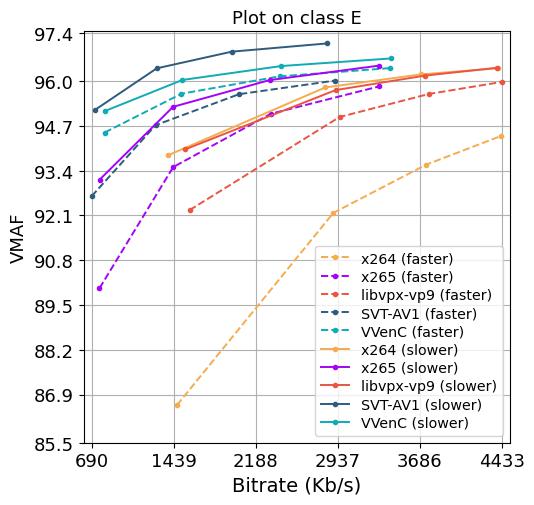 Plot on class E
97.4
96.0
94.7
93.4
92.1
90.8
89.5
88.2
86.9
85.5
VMAF
x264 (faster)
x265 (faster)
libvpx-vp9 (faster)
SVT-AV1 (faster)
VVenC (faster)
x264 (slower)
x265 (slower)
libvpx-vp9 (slower)
SVT-AV1 (slower)
VVenC (slower)
690 1439 2188 2937 3686 4433
Bitrate (Kb/s)